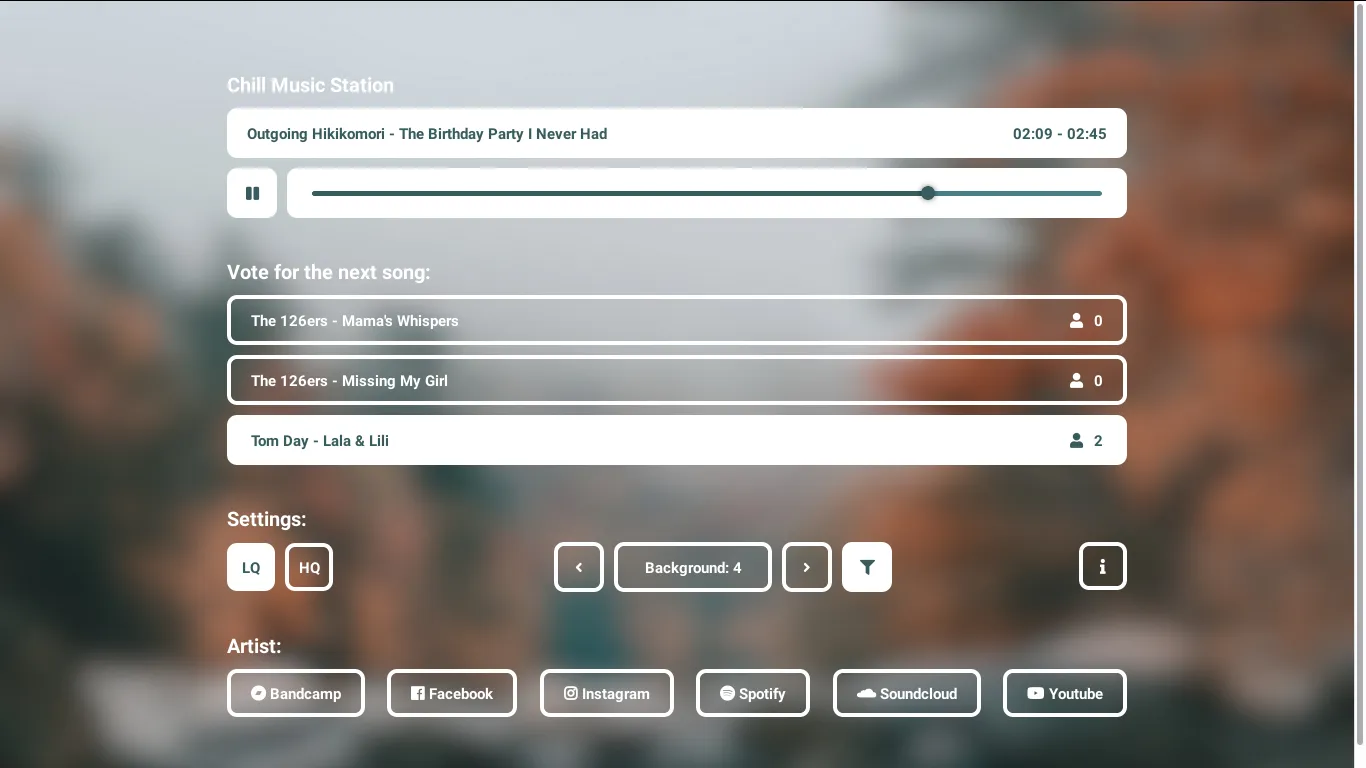 Chill Music Station
Outgoing Hikikomori - The Birthday Party I Never Had 02:09 - 02:45
Vote for the next song:
The 126ers - Mama's Whispers 0
The 126ers - Missing My Girl 0
Tom Day - Lala & Lili 2
Settings:
LQ HQ Background: 4
Artist:
Bandcamp Facebook Instagram Spotify Soundcloud Youtube